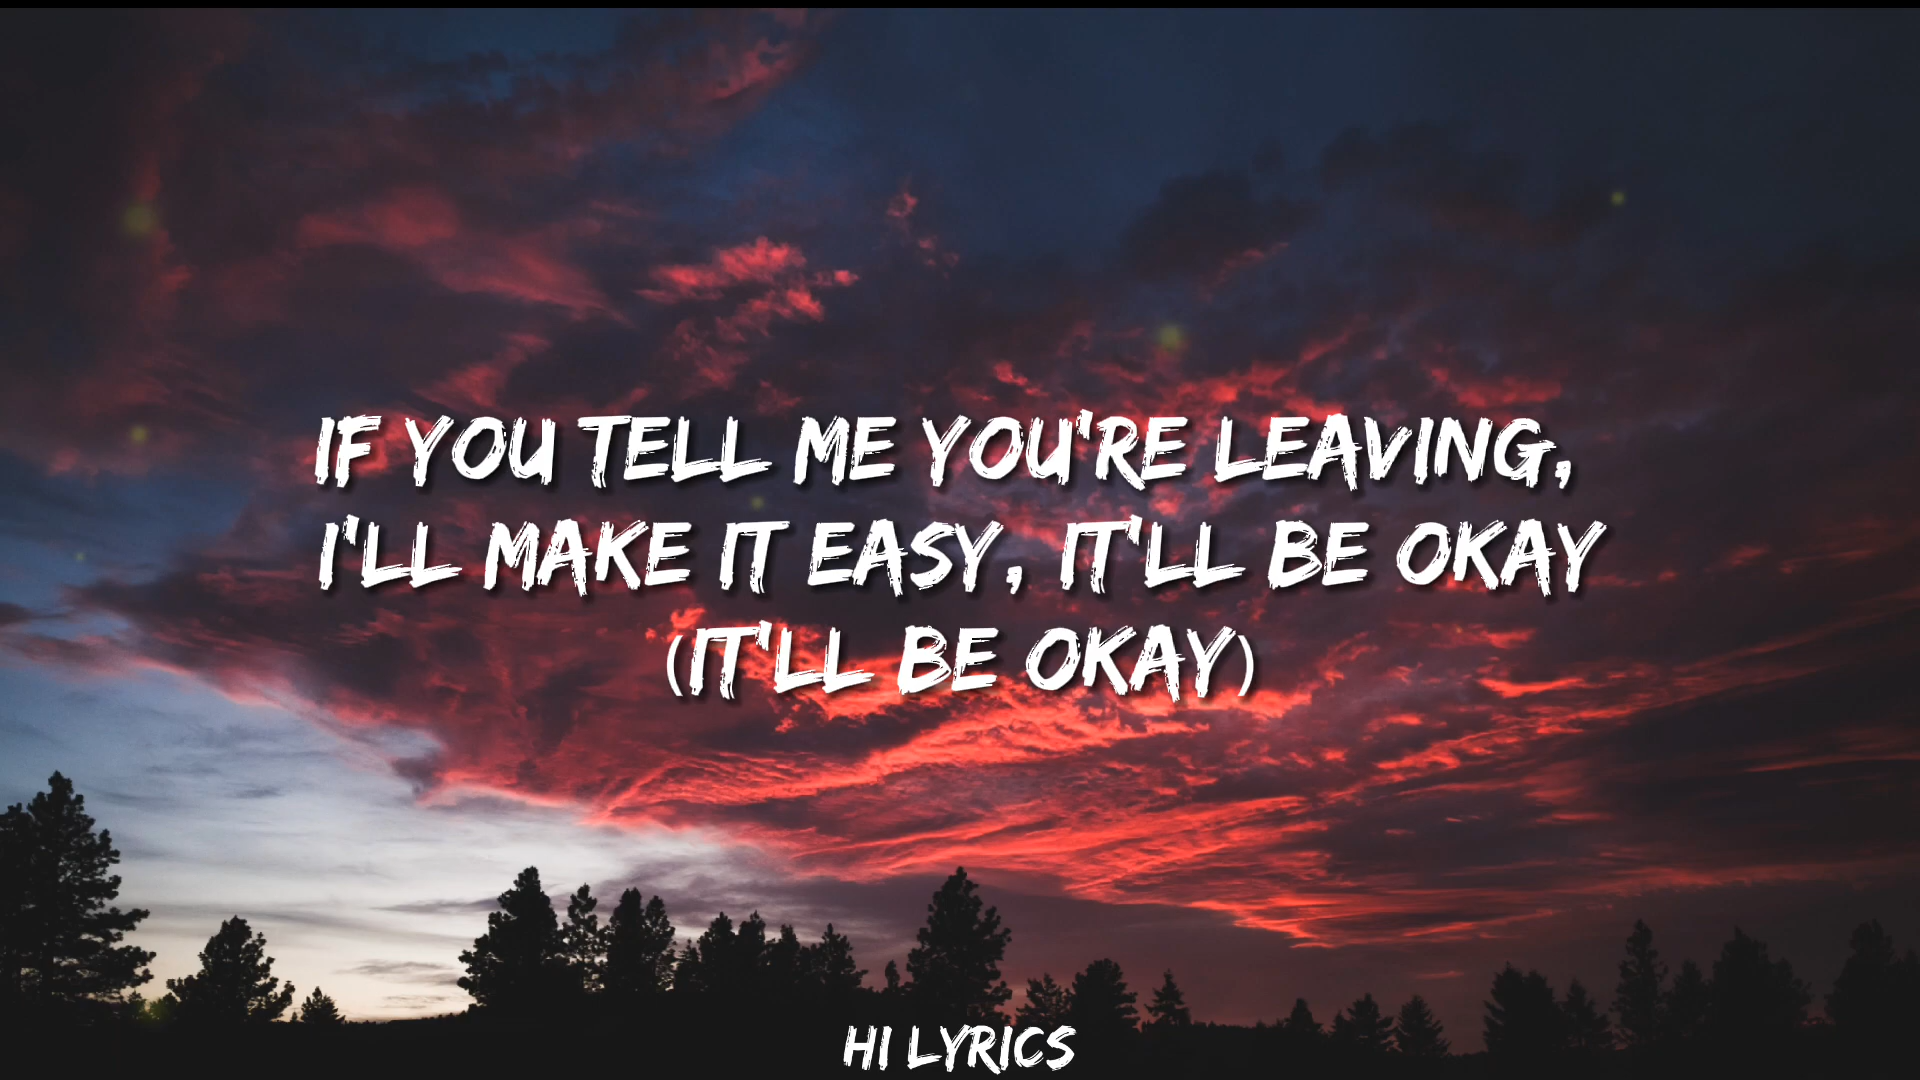 IF YOU TELL ME YOU'RE LEAVING,
I'LL MAKE IT EASY, IT'LL BE OKAY
(IT'LL BE OKAY)
HI LYRICS